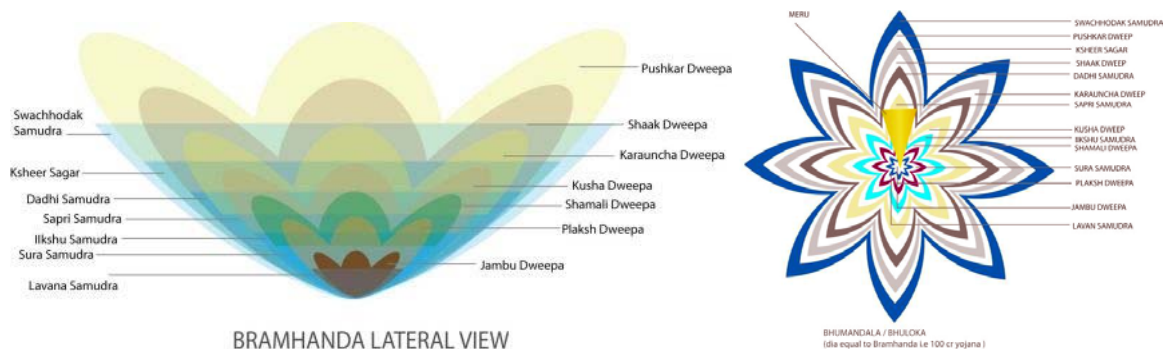 Swachhodak
Samudra
Ksheer Sagar
Dadhi Samudra
Sapri Samudra
Ilkshu Samudra
Sura Samudra
Lavana Samudra
Pushkar Dweepa
Shaak Dweepa
Karauncha Dweepa
Kusha Dweepa
Shamali Dweepa
Plaksh Dweepa
Jambu Dweepa
BRAMHANDA LATERAL VIEW
MERU
SWACHHODAK SAMUDRA
PUSHKAR DWEEP
KSHEER SAGAR
SHAAK DWEEP
DADHI SAMUDRA
KARAUNCHA DWEEP
SAPRI SAMUDRA
KUSHA DWEEP
IIKSHU SAMUDRA
SHAMALI DWEEPA
SURA SAMUDRA
PLAKSH DWEEPA
JAMBU DWEEPA
LAVAN SAMUDRA
BHUMANDALA / BHULOKA
(dia equal to Bramhanda i.e 100 cr yojana )